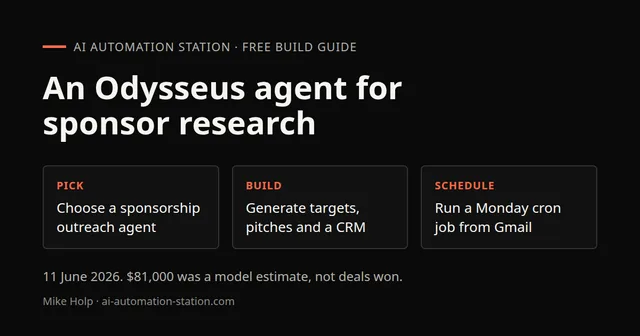 AI AUTOMATION STATION · FREE BUILD GUIDE
An Odysseus agent for
sponsor research
PICK
Choose a sponsorship
outreach agent
BUILD
Generate targets,
pitches and a CRM
SCHEDULE
Run a Monday cron
job from Gmail
11 June 2026. $81,000 was a model estimate, not deals won.
Mike Holp · ai-automation-station.com